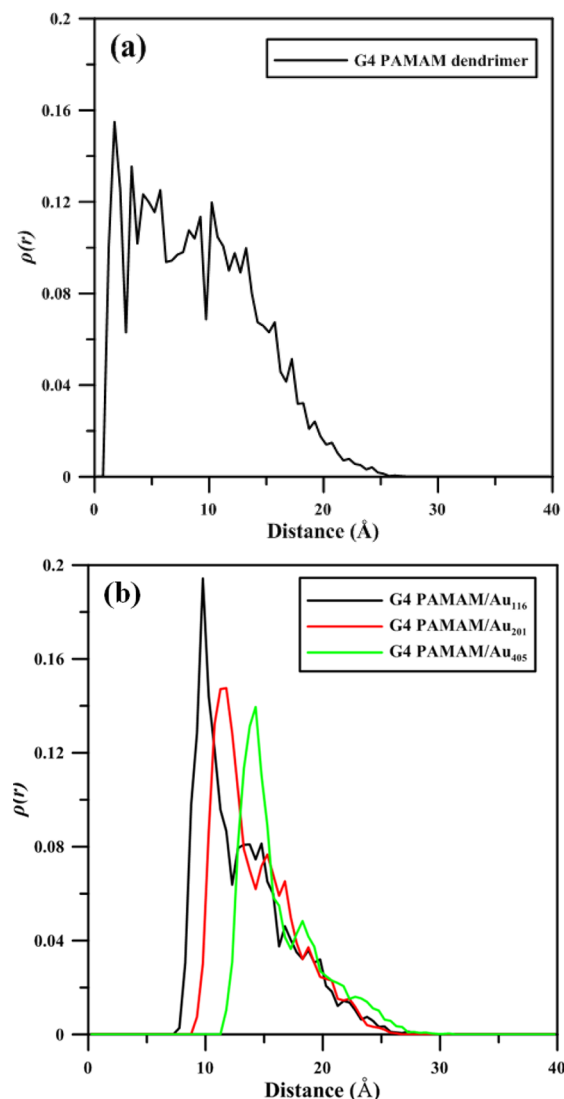 0.2
(a)
G4 PAMAM dendrimer
0.16
0.12
ρ(r)
0.08
0.04
0
0 10 20 30 40
Distance (Å)
0.2
(b)
G4 PAMAM/Au₁₁₆
G4 PAMAM/Au₂₀₁
G4 PAMAM/Au₄₀₅
0.16
0.12
ρ(r)
0.08
0.04
0
0 10 20 30 40
Distance (Å)